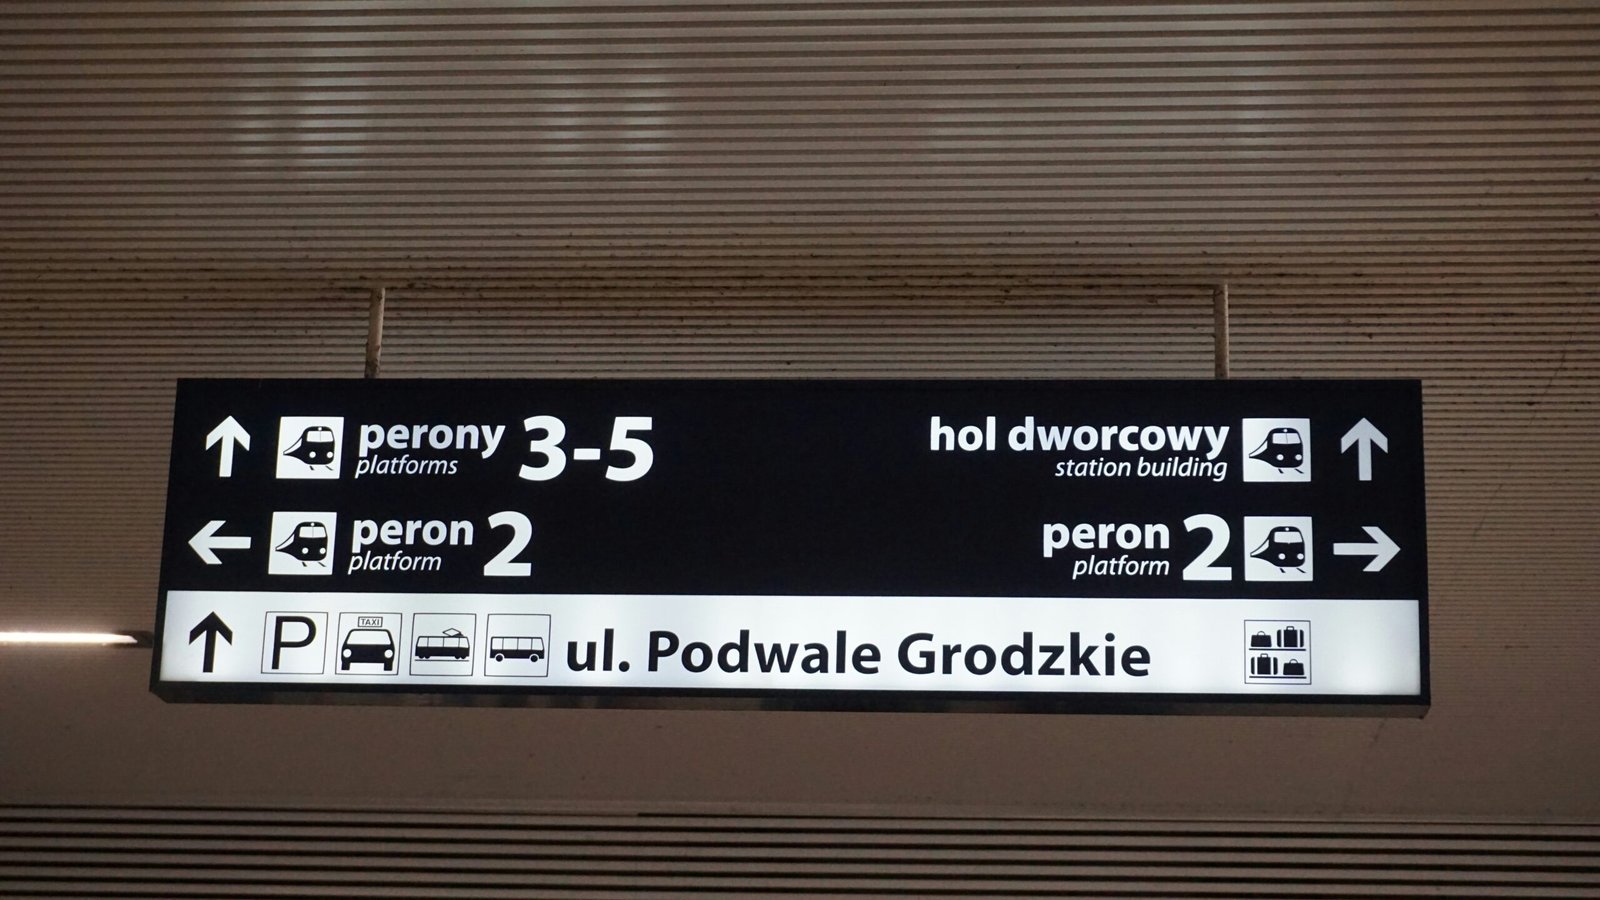 perony 3-5
platforms
hol dworcowy
station building
peron 2
platform
peron 2
platform
P TAXI ul. Podwale Grodzkie